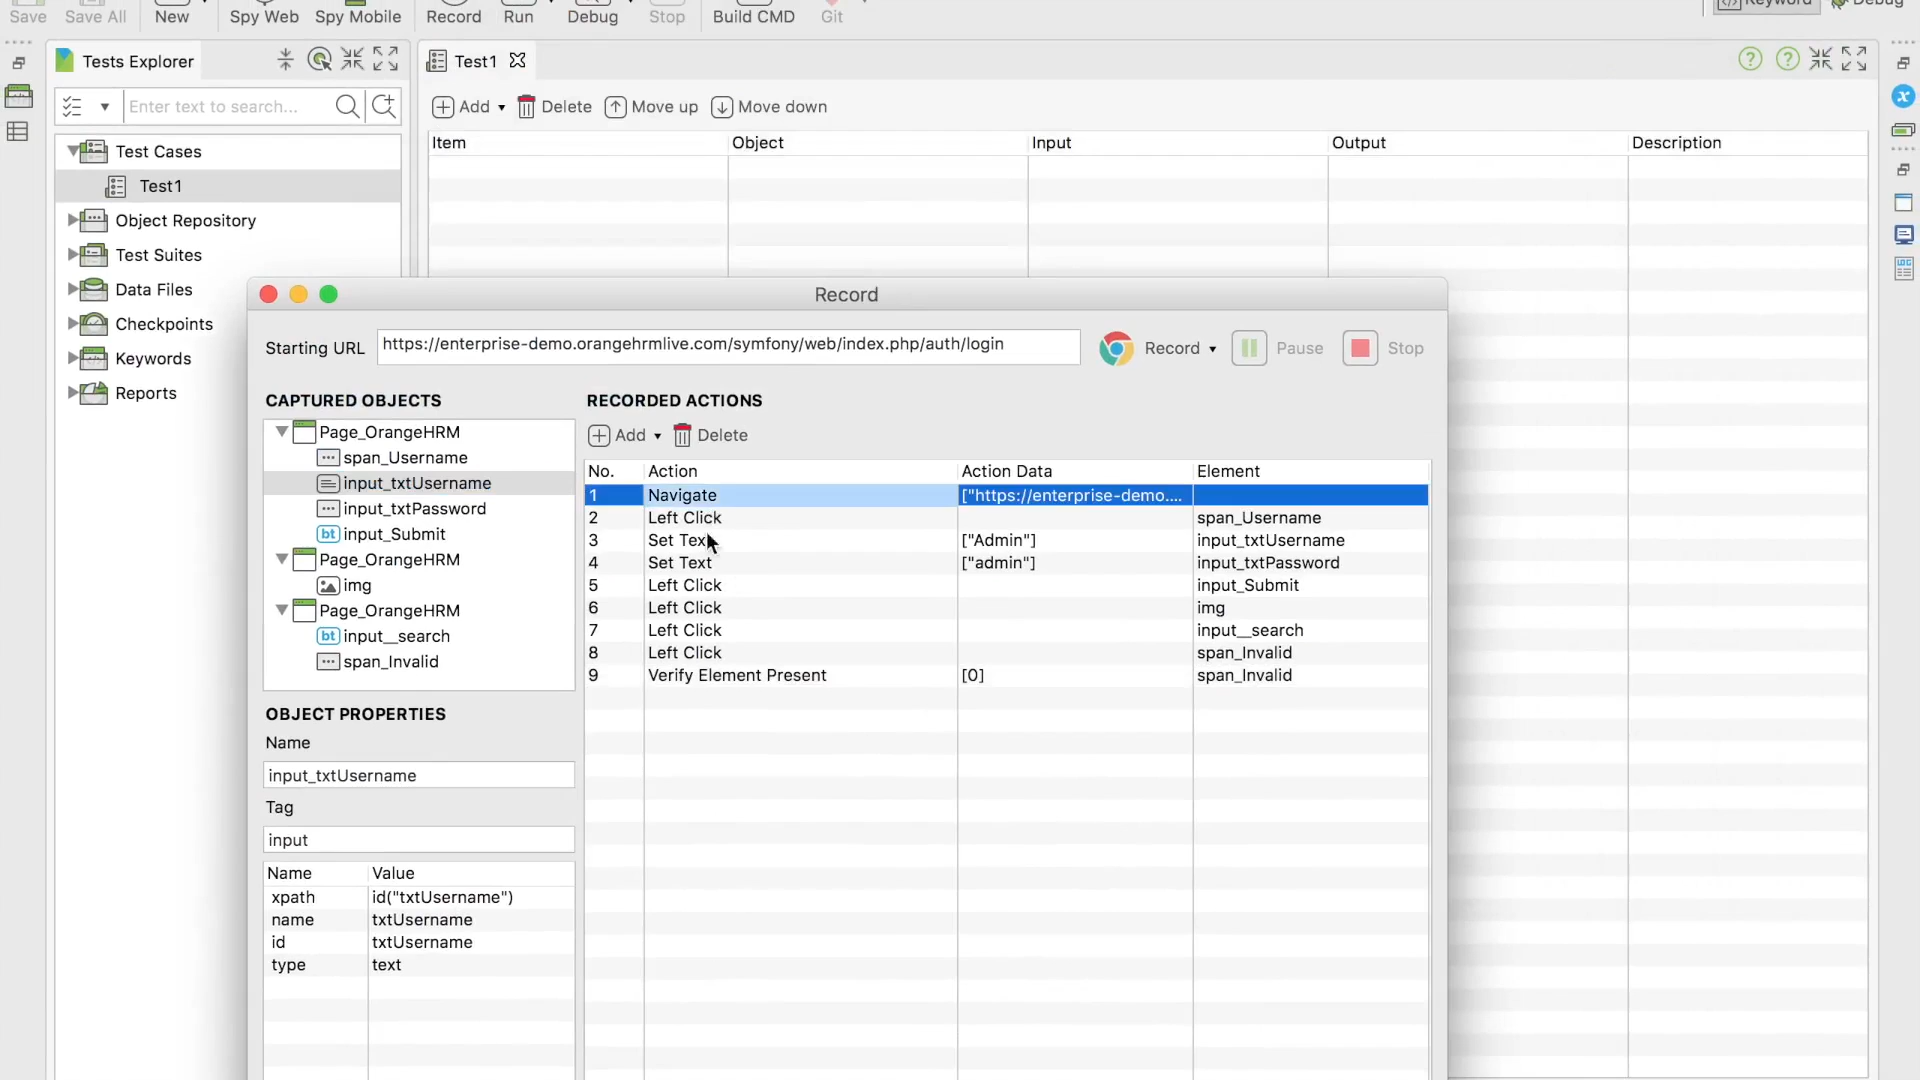 Save Save All New Spy Web Spy Mobile Record Run Debug Stop Build CMD Git Keyword Debug
Tests Explorer
Test1
Enter text to search...
Add Delete Move up Move down
Item Object Input Output Description
Test Cases
Test1
Object Repository
Test Suites
Data Files
Checkpoints
Keywords
Reports
Record
Starting URL https://enterprise-demo.orangehrmlive.com/symfony/web/index.php/auth/login Record Pause Stop
CAPTURED OBJECTS
Page_OrangeHRM
span_Username
input_txtUsername
input_txtPassword
bt input_Submit
Page_OrangeHRM
img
Page_OrangeHRM
bt input__search
span_Invalid
OBJECT PROPERTIES
Name
input_txtUsername
Tag
input
Name Value
xpath id("txtUsername")
name txtUsername
id txtUsername
type text
RECORDED ACTIONS
Add Delete
No. Action Action Data Element
1 Navigate ["https://enterprise-demo....
2 Left Click span_Username
3 Set Text ["Admin"] input_txtUsername
4 Set Text ["admin"] input_txtPassword
5 Left Click input_Submit
6 Left Click img
7 Left Click input__search
8 Left Click span_Invalid
9 Verify Element Present [0] span_Invalid